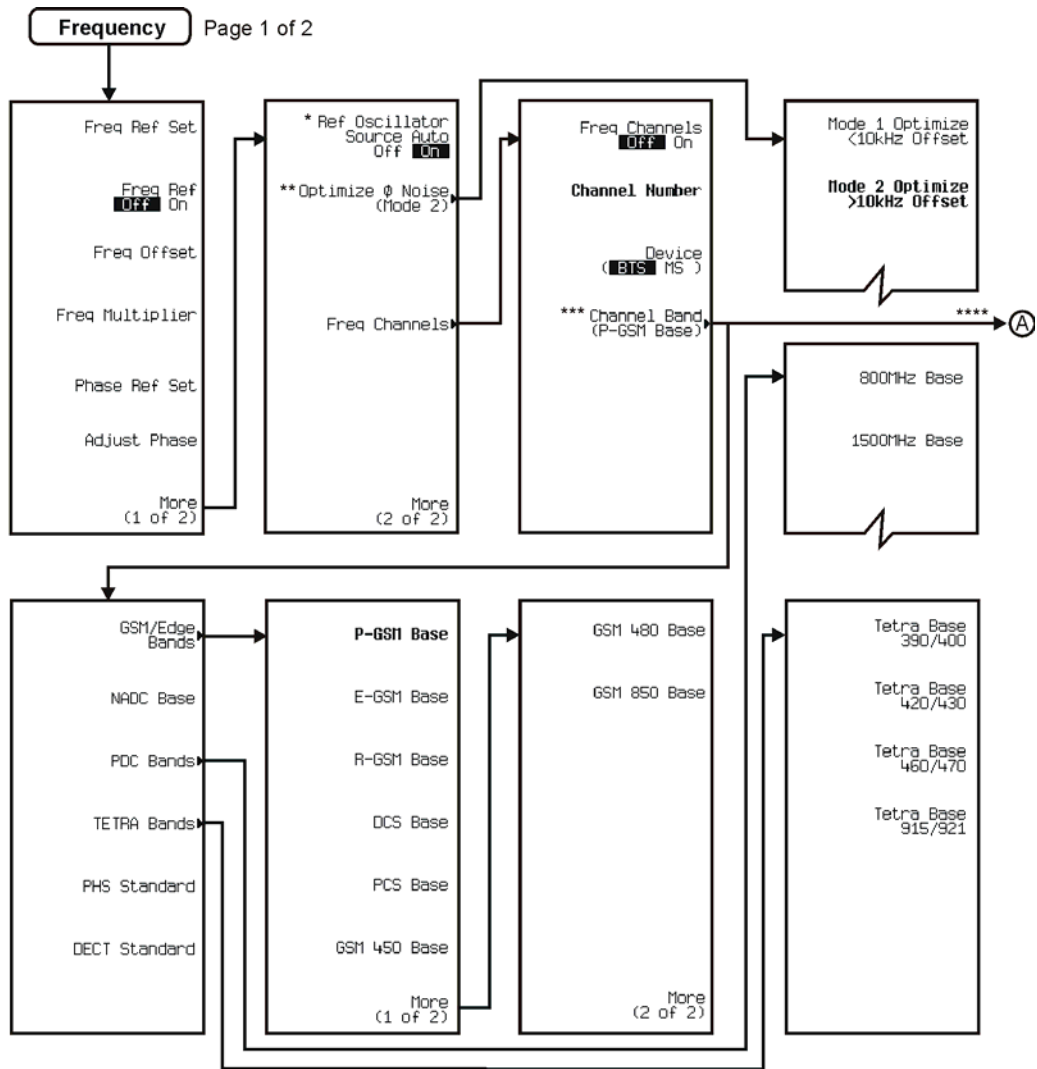 Frequency
Page 1 of 2
Freq Ref Set
Freq Ref
Off On
Freq Offset
Freq Multiplier
Phase Ref Set
Adjust Phase
More
(1 of 2)
* Ref Oscillator
Source Auto
Off On
** Optimize Φ Noise
(Mode 2)
Freq Channels
More
(2 of 2)
Freq Channels
Off On
Channel Number
Device
( BTS MS )
*** Channel Band
(P-GSM Base)
Mode 1 Optimize
<10kHz Offset
Mode 2 Optimize
>10kHz Offset
****
A
800MHz Base
1500MHz Base
GSM/Edge
Bands
NADC Base
PDC Bands
TETRA Bands
PHS Standard
DECT Standard
P-GSM Base
E-GSM Base
R-GSM Base
DCS Base
PCS Base
GSM 450 Base
More
(1 of 2)
GSM 480 Base
GSM 850 Base
More
(2 of 2)
Tetra Base
390/400
Tetra Base
420/430
Tetra Base
460/470
Tetra Base
915/921